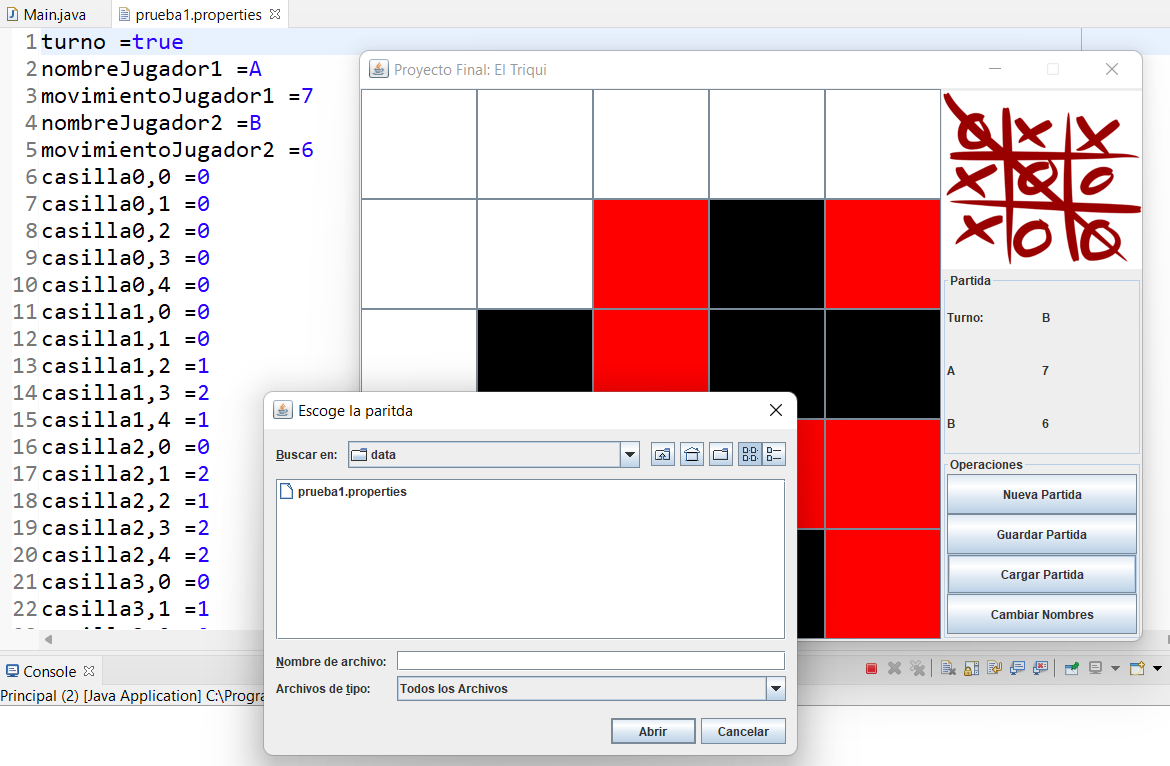 Main.java
prueba1.properties
1 turno =true
2 nombreJugador1 =A
3 movimientoJugador1 =7
4 nombreJugador2 =B
5 movimientoJugador2 =6
6 casilla0,0 =0
7 casilla0,1 =0
8 casilla0,2 =0
9 casilla0,3 =0
10 casilla0,4 =0
11 casilla1,0 =0
12 casilla1,1 =0
13 casilla1,2 =1
14 casilla1,3 =2
15 casilla1,4 =1
16 casilla2,0 =0
17 casilla2,1 =2
18 casilla2,2 =1
19 casilla2,3 =2
20 casilla2,4 =2
21 casilla3,0 =0
22 casilla3,1 =1
Proyecto Final: El Triqui
Partida
Turno: B
A 7
B 6
Operaciones
Nueva Partida
Guardar Partida
Cargar Partida
Cambiar Nombres
Escoge la paritda
Buscar en: data
prueba1.properties
Nombre de archivo:
Archivos de tipo: Todos los Archivos
Abrir Cancelar
Console
Principal (2) [Java Application] C:\Progra